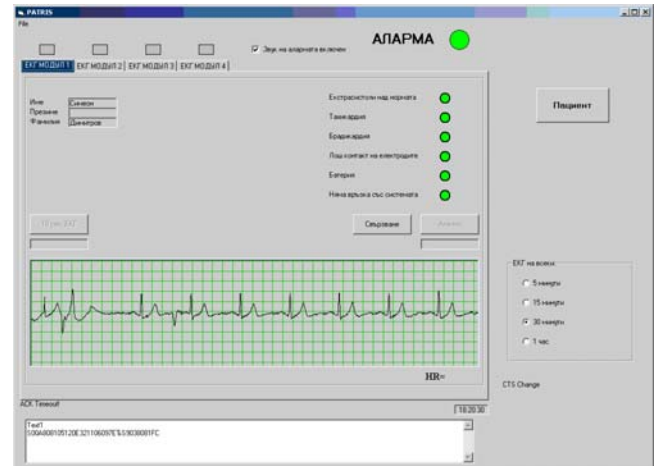 PATRIS
File
Звук на алармата включен
АЛАРМА
ЕКГ МОДУЛ 1
ЕКГ МОДУЛ 2
ЕКГ МОДУЛ 3
ЕКГ МОДУЛ 4
Име
Симеон
Презиме
Фамилия
Димитров
Екстрасистоли над нормата
Тахикардия
Брадикардия
Лош контакт на електродите
Батерия
Няма връзка със системата
Пациент
Свързване
ЕКГ на всеки
5 минути
15 минути
30 минути
1 час
HR=
CTS Change
ACK Timeout
18:20:30
Text1